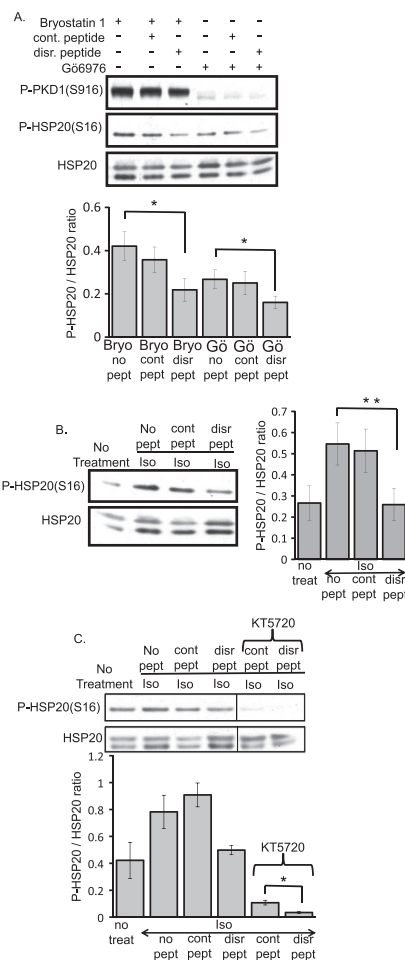 A.
Bryostatin 1 + + +
cont. peptide + +
disr. peptide + +
Gö6976 - + + +
P-PKD1(S916)
P-HSP20(S16)
HSP20
P-HSP20 / HSP20 ratio
0.6
0.4
0.2
0
*
*
Bryo Bryo Bryo Gö Gö Gö
no cont disr no cont disr
pept pept pept pept pept pept
B.
No Treatment
No pept
cont pept
disr pept
Iso Iso Iso
P-HSP20(S16)
HSP20
P-HSP20 / HSP20 ratio
0.7
0.6
0.5
0.4
0.3
0.2
0.1
0
* *
no treat
Iso
no pept
cont pept
disr pept
C.
KT5720
No Treatment
No pept
cont pept
disr pept
cont pept
disr pept
Iso Iso Iso Iso Iso
P-HSP20(S16)
HSP20
P-HSP20 / HSP20 ratio
1.2
1
0.8
0.6
0.4
0.2
0
KT5720
*
no treat
Iso
no pept
cont pept
disr pept
cont pept
disr pept